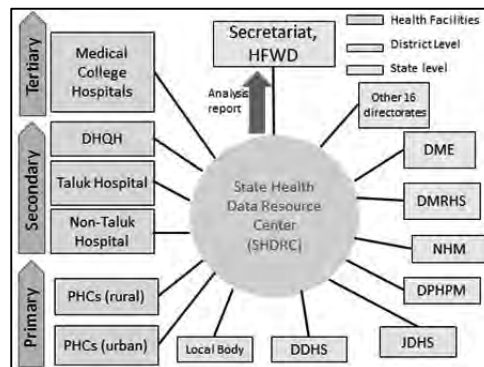 Health Facilities
District Level
State level
Tertiary
Medical
College
Hospitals
Secretariat,
HFWD
Analysis
report
Other 16
directorates
Secondary
DHQH
Taluk Hospital
Non-Taluk
Hospital
State Health
Data Resource
Center
(SHDRC)
DME
DMRHS
NHM
DPHPM
Primary
PHCs (rural)
PHCs (urban)
Local Body
DDHS
JDHS